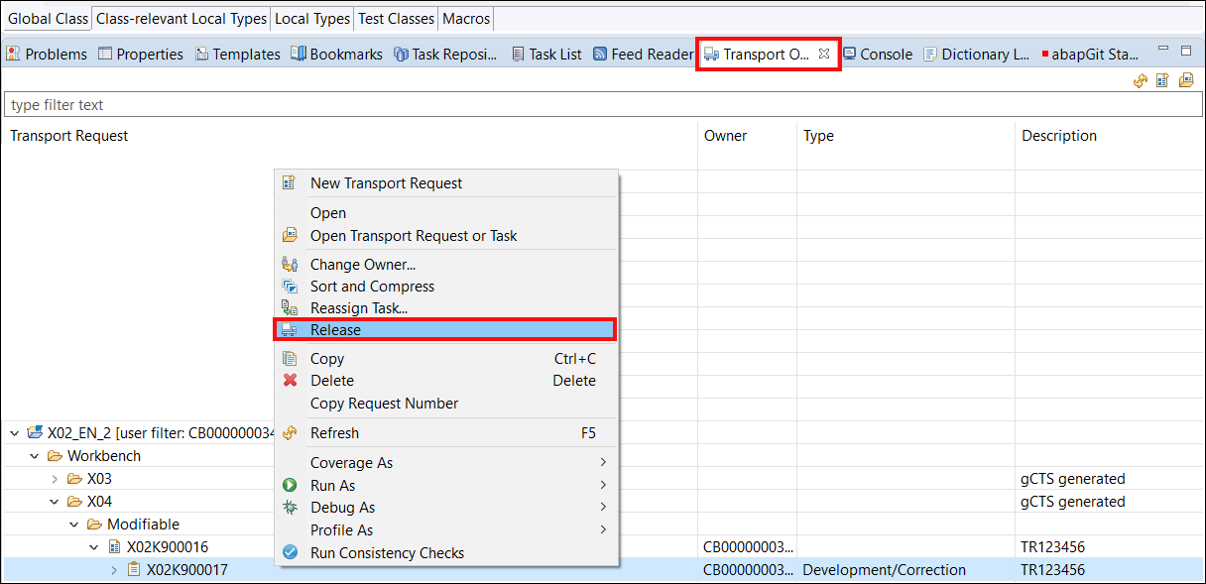 Global Class Class-relevant Local Types Local Types Test Classes Macros
Problems Properties Templates Bookmarks Task Reposi... Task List Feed Reader Transport O... Console Dictionary L... abapGit Sta...
type filter text
Transport Request Owner Type Description
New Transport Request
Open
Open Transport Request or Task
Change Owner...
Sort and Compress
Reassign Task...
Release
Copy Ctrl+C
Delete Delete
Copy Request Number
X02_EN_2 [user filter: CB00000003 Refresh F5
Workbench
Coverage As
X03 gCTS generated
Run As
X04 gCTS generated
Debug As
Modifiable
Profile As
X02K900016 CB00000003... TR123456
Run Consistency Checks
X02K900017 CB00000003... Development/Correction TR123456